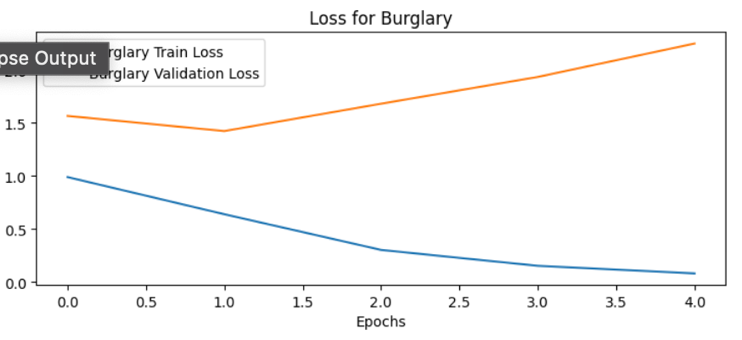 Loss for Burglary
pse Output
rglary Train Loss
Burglary Validation Loss
1.5
1.0
0.5
0.0
0.0 0.5 1.0 1.5 2.0 2.5 3.0 3.5 4.0
Epochs